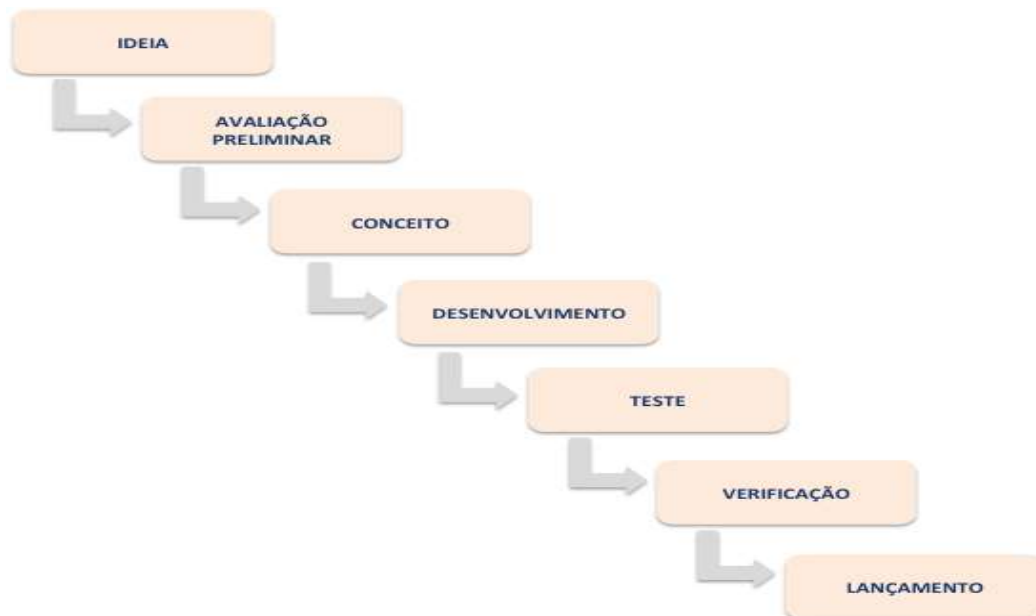 IDEIA
AVALIAÇÃO
PRELIMINAR
CONCEITO
DESENVOLVIMENTO
TESTE
VERIFICAÇÃO
LANÇAMENTO